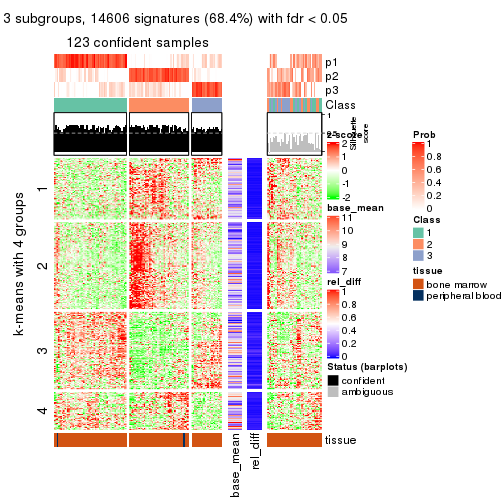 3 subgroups, 14606 signatures (68.4%) with fdr < 0.05
123 confident samples
p1
p2
p3
Class
1
0.5
Silhouette
score
k-means with 4 groups
1
2
3
4
tissue
base_mean
rel_diff
z-score
2
1
0
-1
-2
base_mean
11
10
9
8
7
rel_diff
1
0.8
0.6
0.4
0.2
0
Status (barplots)
confident
ambiguous
Prob
1
0.8
0.6
0.4
0.2
0
Class
1
2
3
tissue
bone marrow
peripheral blood